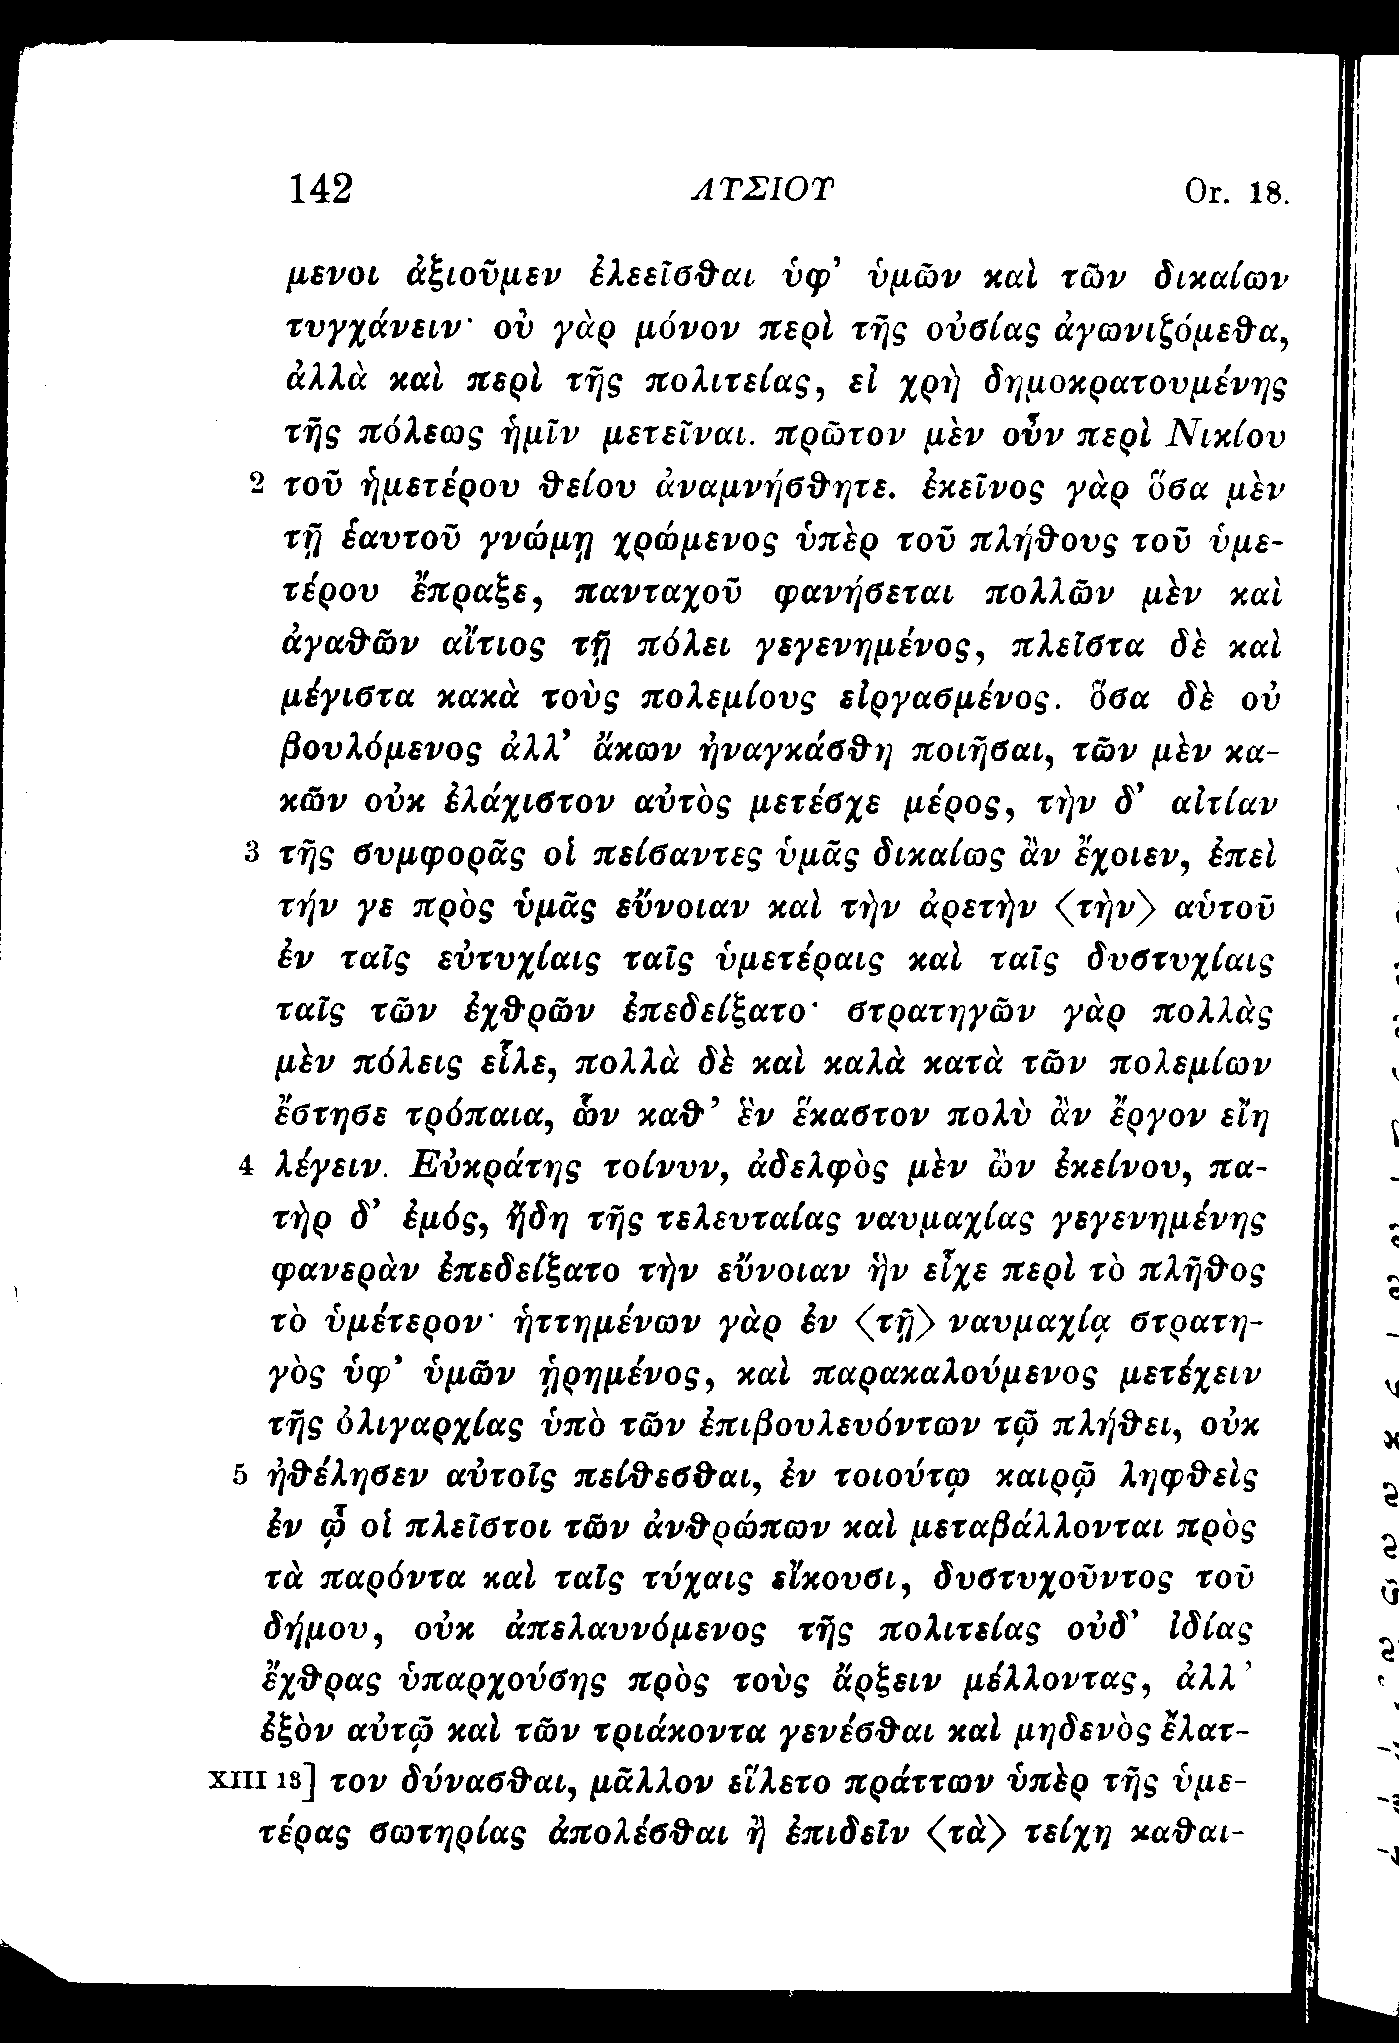 142 ΛΥΣΙΟΥ Or. 18.
μενοι ἀξιοῦμεν ἐλεεῖσθαι ὑφ’ ὑμῶν καὶ τῶν δικαίων
τυγχάνειν· οὐ γὰρ μόνον περὶ τῆς οὐσίας ἀγωνιζόμεθα,
ἀλλὰ καὶ περὶ τῆς πολιτείας, εἰ χρὴ δημοκρατουμένης
τῆς πόλεως ἡμῖν μετεῖναι. πρῶτον μὲν οὖν περὶ Νικίου
2 τοῦ ἡμετέρου θείου ἀναμνήσθητε. ἐκεῖνος γὰρ ὅσα μὲν
τῇ ἑαυτοῦ γνώμῃ χρώμενος ὑπὲρ τοῦ πλήθους τοῦ ὑμε-
τέρου ἔπραξε, πανταχοῦ φανήσεται πολλῶν μὲν καὶ
ἀγαθῶν αἴτιος τῇ πόλει γεγενημένος, πλεῖστα δὲ καὶ
μέγιστα κακὰ τοὺς πολεμίους εἰργασμένος. ὅσα δὲ οὐ
βουλόμενος ἀλλ’ ἄκων ἠναγκάσθη ποιῆσαι, τῶν μὲν κα-
κῶν οὐκ ἐλάχιστον αὐτὸς μετέσχε μέρος, τὴν δ’ αἰτίαν
3 τῆς συμφορᾶς οἱ πείσαντες ὑμᾶς δικαίως ἂν ἔχοιεν, ἐπεὶ
τήν γε πρὸς ὑμᾶς εὔνοιαν καὶ τὴν ἀρετὴν ⟨τὴν⟩ αὑτοῦ
ἐν ταῖς εὐτυχίαις ταῖς ὑμετέραις καὶ ταῖς δυστυχίαις
ταῖς τῶν ἐχθρῶν ἐπεδείξατο· στρατηγῶν γὰρ πολλὰς
μὲν πόλεις εἷλε, πολλὰ δὲ καὶ καλὰ κατὰ τῶν πολεμίων
ἔστησε τρόπαια, ὧν καθ’ ἓν ἕκαστον πολὺ ἂν ἔργον εἴη
4 λέγειν. Εὐκράτης τοίνυν, ἀδελφὸς μὲν ὢν ἐκείνου, πα-
τὴρ δ’ ἐμός, ἤδη τῆς τελευταίας ναυμαχίας γεγενημένης
φανερὰν ἐπεδείξατο τὴν εὔνοιαν ἣν εἶχε περὶ τὸ πλῆθος
τὸ ὑμέτερον· ἡττημένων γὰρ ἐν ⟨τῇ⟩ ναυμαχίᾳ στρατη-
γὸς ὑφ’ ὑμῶν ᾑρημένος, καὶ παρακαλούμενος μετέχειν
τῆς ὀλιγαρχίας ὑπὸ τῶν ἐπιβουλευόντων τῷ πλήθει, οὐκ
5 ἠθέλησεν αὐτοῖς πείθεσθαι, ἐν τοιούτῳ καιρῷ ληφθεὶς
ἐν ᾧ οἱ πλεῖστοι τῶν ἀνθρώπων καὶ μεταβάλλονται πρὸς
τὰ παρόντα καὶ ταῖς τύχαις εἴκουσι, δυστυχοῦντος τοῦ
δήμου, οὐκ ἀπελαυνόμενος τῆς πολιτείας οὐδ’ ἰδίας
ἔχθρας ὑπαρχούσης πρὸς τοὺς ἄρξειν μέλλοντας, ἀλλ’
ἐξὸν αὐτῷ καὶ τῶν τριάκοντα γενέσθαι καὶ μηδενὸς ἔλατ-
XIII 13] τον δύνασθαι, μᾶλλον εἵλετο πράττων ὑπὲρ τῆς ὑμε-
τέρας σωτηρίας ἀπολέσθαι ἢ ἐπιδεῖν ⟨τὰ⟩ τείχη καθαι-